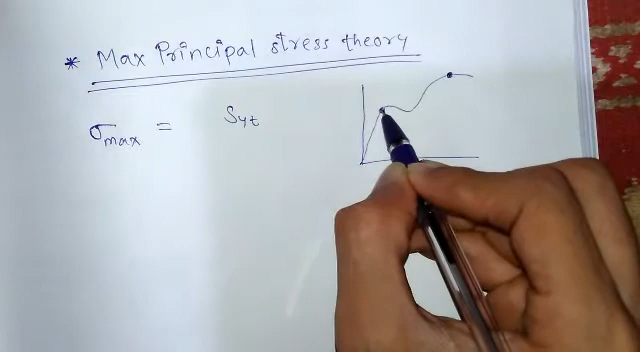 * Max Principal stress theory
σmax = Syt